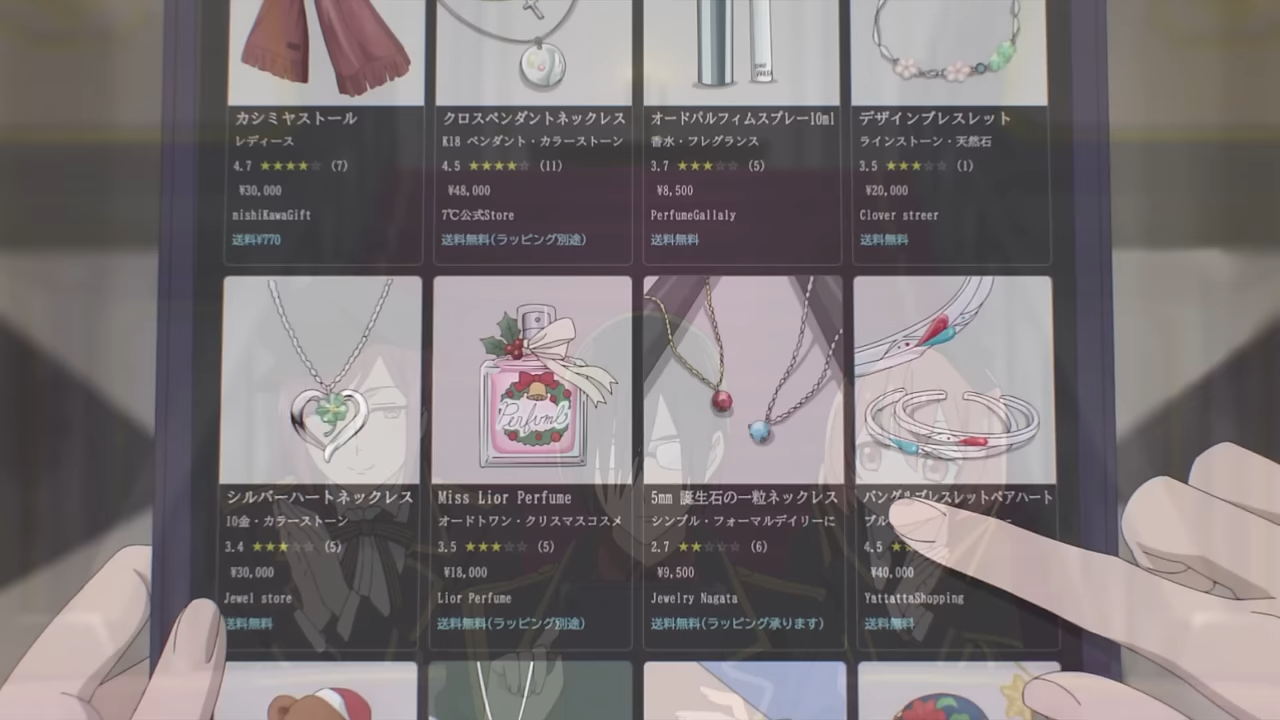 カシミヤストール
レディース
4.7 ★★★★☆ (7)
¥30,000
nishiKawaGift
送料¥770
クロスペンダントネックレス
K18 ペンダント・カラーストーン
4.5 ★★★★☆ (11)
¥48,000
7℃公式Store
送料無料(ラッピング別途)
オードパルフィムスプレー10ml
香水・フレグランス
3.7 ★★★☆☆ (5)
¥8,500
PerfumeGallaly
送料無料
デザインブレスレット
ラインストーン・天然石
3.5 ★★★☆☆ (1)
¥20,000
Clover streer
送料無料
シルバーハートネックレス
10金・カラーストーン
3.4 ★★★☆☆ (5)
¥30,000
Jewel store
送料無料
Perfvml
Miss Lior Perfume
オードトワン・クリスマスコスメ
3.5 ★★★☆☆ (5)
¥18,000
Lior Perfume
送料無料(ラッピング別途)
5mm 誕生石の一粒ネックレス
シンプル・フォーマルデイリーに
2.7 ★★☆☆☆ (6)
¥9,500
Jewelry Nagata
送料無料(ラッピング承ります)
バングルブレスレットペアハート
ブル
4.5 ★★
¥40,000
YattattaShopping
送料無料